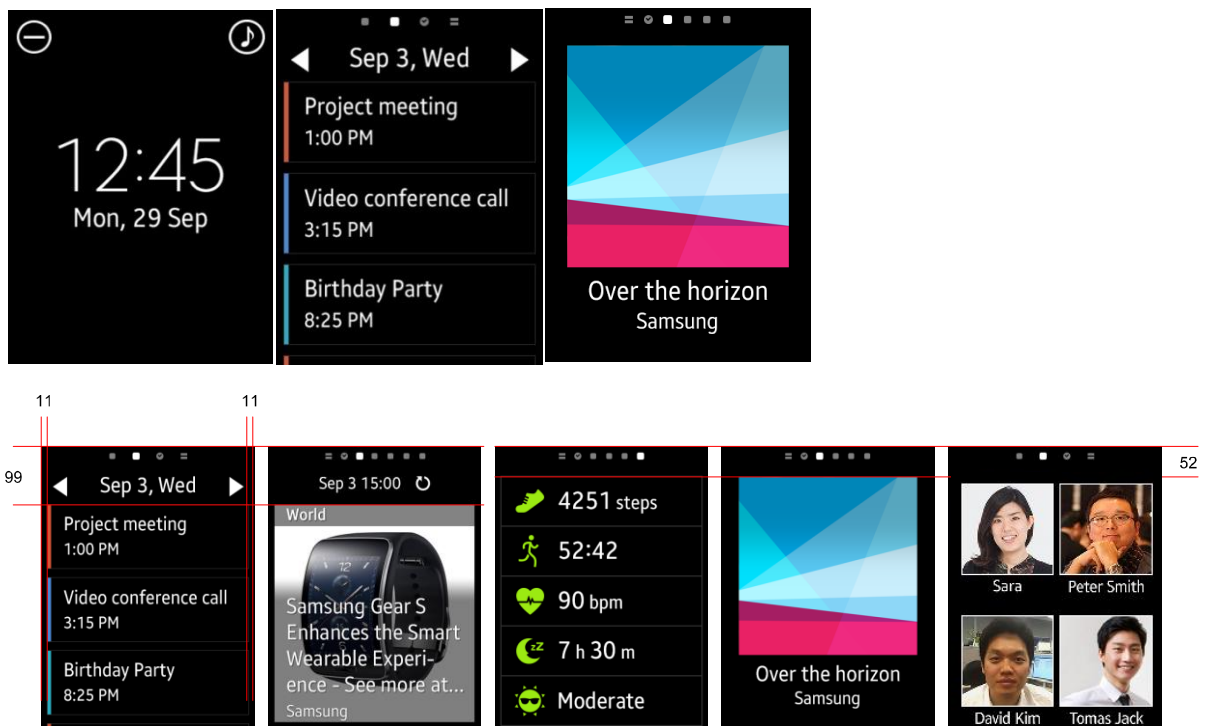 12:45
Mon, 29 Sep
Sep 3, Wed
Project meeting
1:00 PM
Video conference call
3:15 PM
Birthday Party
8:25 PM
Over the horizon
Samsung
11
11
99
52
Sep 3, Wed
Project meeting
1:00 PM
Video conference call
3:15 PM
Birthday Party
8:25 PM
Sep 3 15:00
World
12
Samsung Gear S
Enhances the Smart
Wearable Experi-
ence - See more at...
Samsung
4251 steps
52:42
90 bpm
zZ
7 h 30 m
Moderate
Over the horizon
Samsung
Sara
Peter Smith
David Kim
Tomas Jack